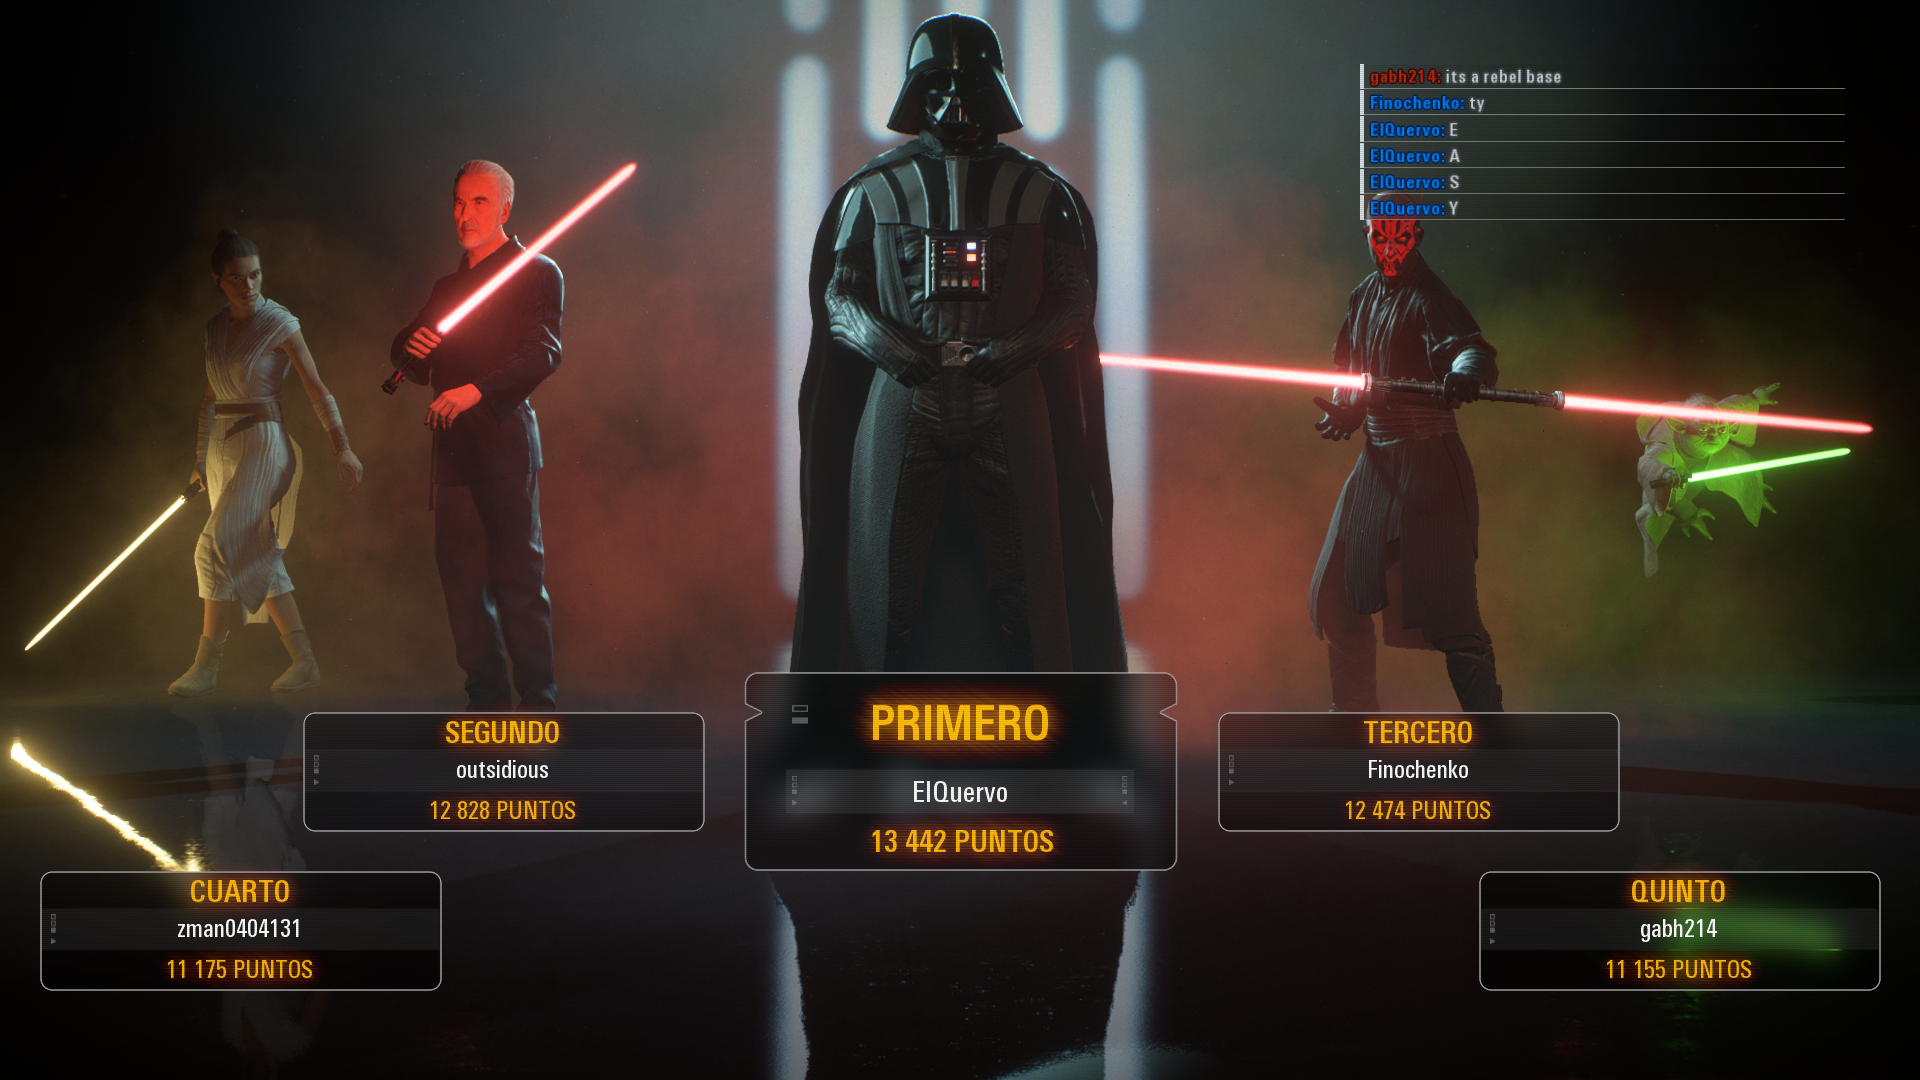 gabh214: its a rebel base
Finochenko: ty
ElQuervo: E
ElQuervo: A
ElQuervo: S
ElQuervo: Y
PRIMERO
ElQuervo
13 442 PUNTOS
SEGUNDO
outsidious
12 828 PUNTOS
TERCERO
Finochenko
12 474 PUNTOS
CUARTO
zman0404131
11 175 PUNTOS
QUINTO
gabh214
11 155 PUNTOS